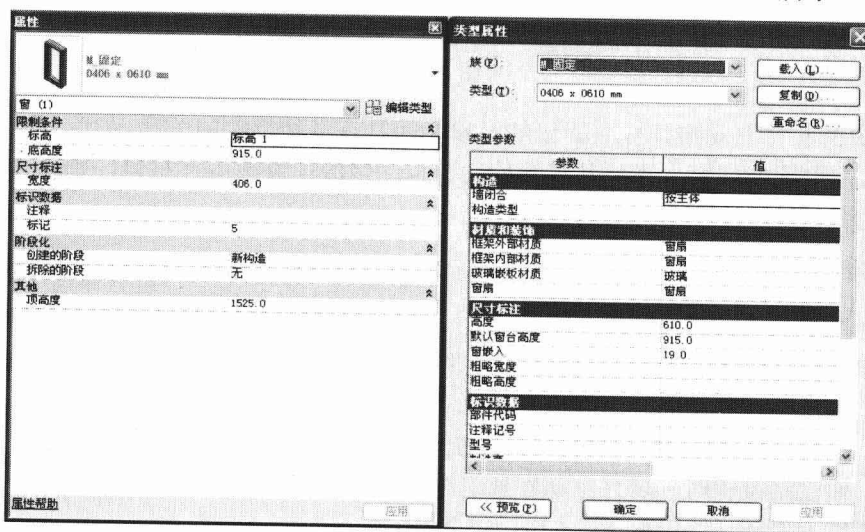 属性
M_固定
0406 x 0610 mm
窗 (1)
编辑类型
限制条件
标高
标高 1
底高度
915.0
尺寸标注
宽度
406.0
标识数据
注释
标记
5
阶段化
创建的阶段
新构造
拆除的阶段
无
其他
顶高度
1525.0
属性帮助
应用
类型属性
族(F):
M_固定
载入(L)...
类型(T):
0406 x 0610 mm
复制(D)...
重命名(R)...
类型参数
参数
值
构造
墙闭合
按主体
构造类型
材质和装饰
框架外部材质
窗扇
框架内部材质
窗扇
玻璃嵌板材质
玻璃
窗扇
窗扇
尺寸标注
高度
610.0
默认窗台高度
915.0
窗嵌入
19.0
粗略宽度
粗略高度
标识数据
部件代码
注释记号
型号
<< 预览(P)
确定
取消
应用